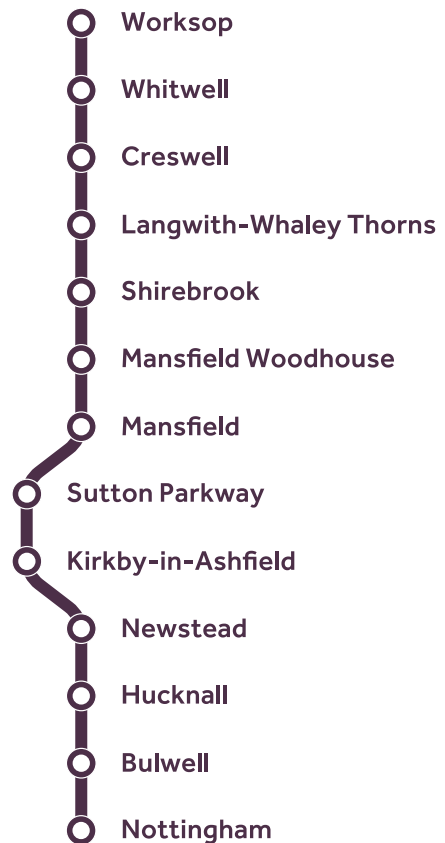 Worksop
Whitwell
Creswell
Langwith-Whaley Thorns
Shirebrook
Mansfield Woodhouse
Mansfield
Sutton Parkway
Kirkby-in-Ashfield
Newstead
Hucknall
Bulwell
Nottingham